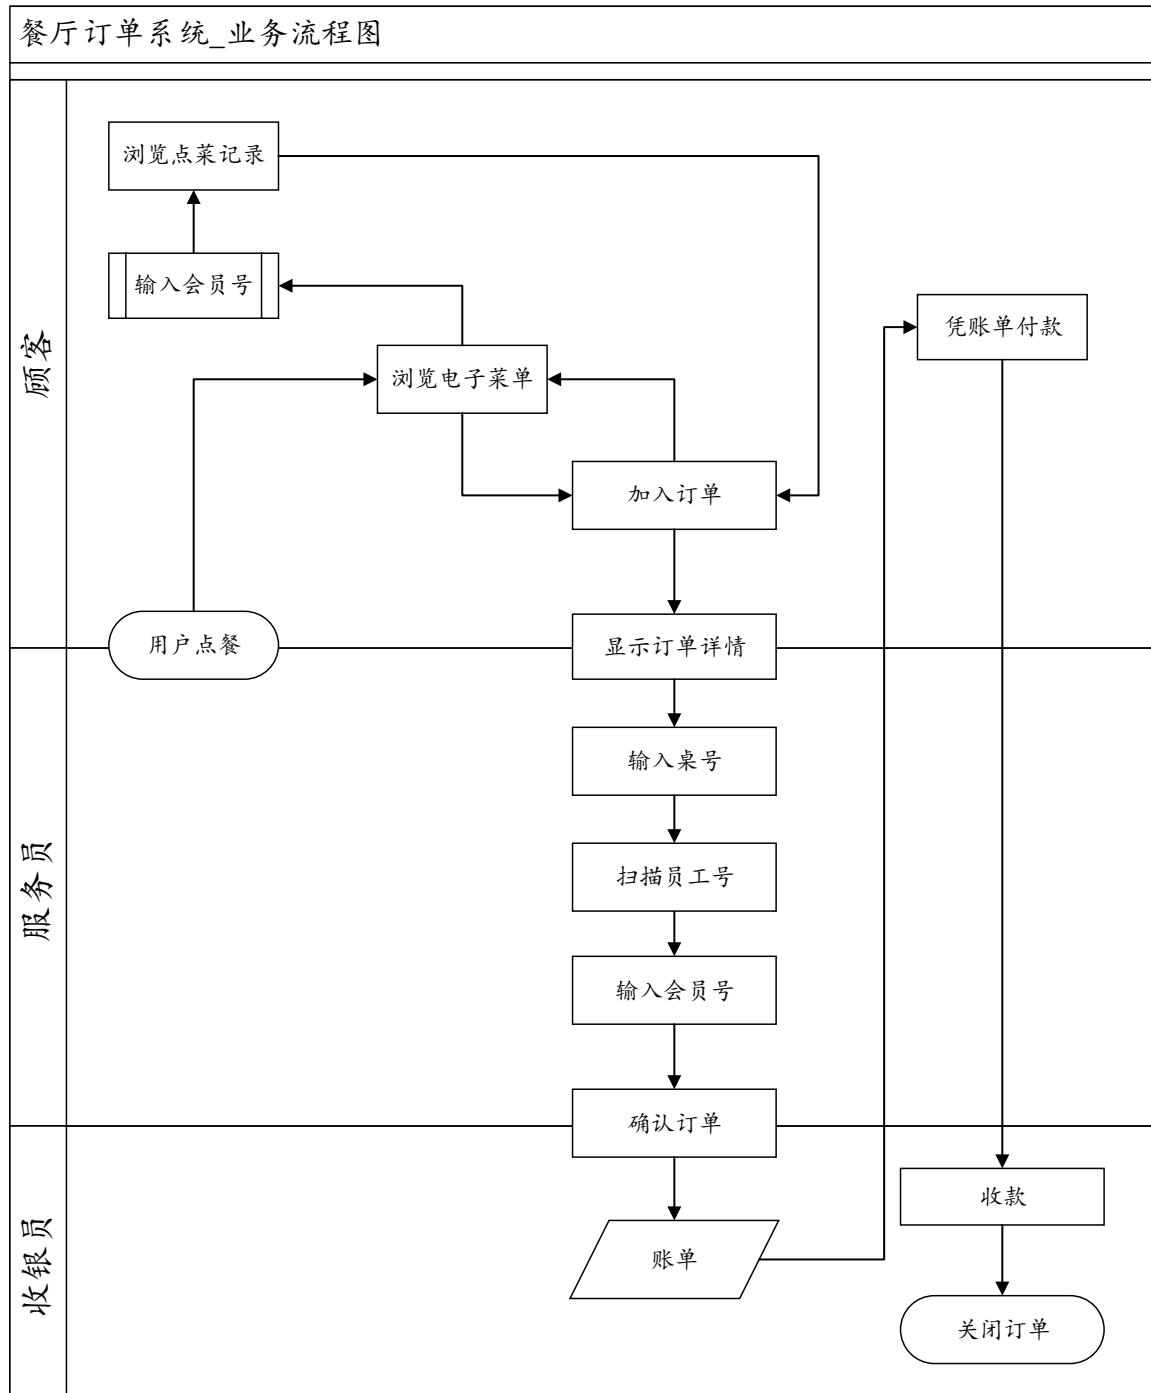 餐厅订单系统_业务流程图
顾客
浏览点菜记录
输入会员号
凭账单付款
浏览电子菜单
加入订单
用户点餐
显示订单详情
服务员
输入桌号
扫描员工号
输入会员号
确认订单
收银员
收款
账单
关闭订单